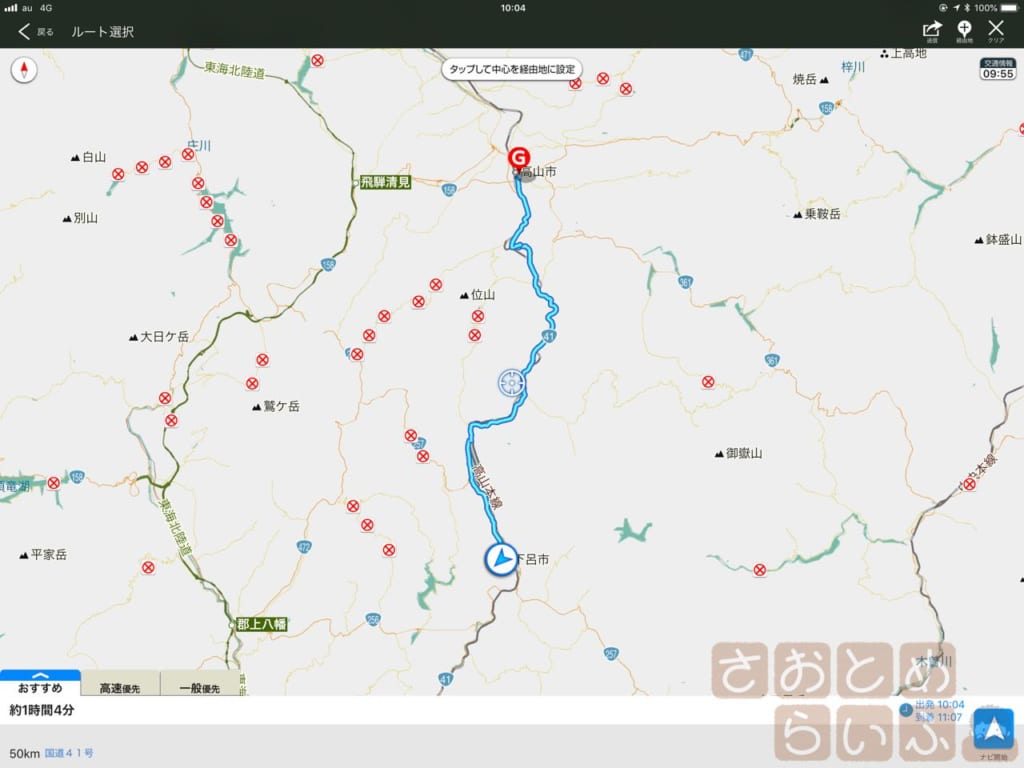 au 4G
10:04
100%
戻る
ルート選択
送信
経由地
クリア
タップして中心を経由地に設定
交通情報
09:55
東海北陸道
471
上高地
梓川
焼岳
158
庄川
白山
G
高山市
飛騨清見
158
別山
乗鞍岳
鉢盛山
156
361
位山
大日ケ岳
41
361
鷲ケ岳
257
御嶽山
158
高山本線
中央本線
東海北陸道
472
平家岳
下呂市
256
郡上八幡
257
木曽川
41
おすすめ
高速優先
一般優先
約1時間4分
出発 10:04
到着 11:07
50km 国道41号
ナビ開始
さおとめ
らいふ